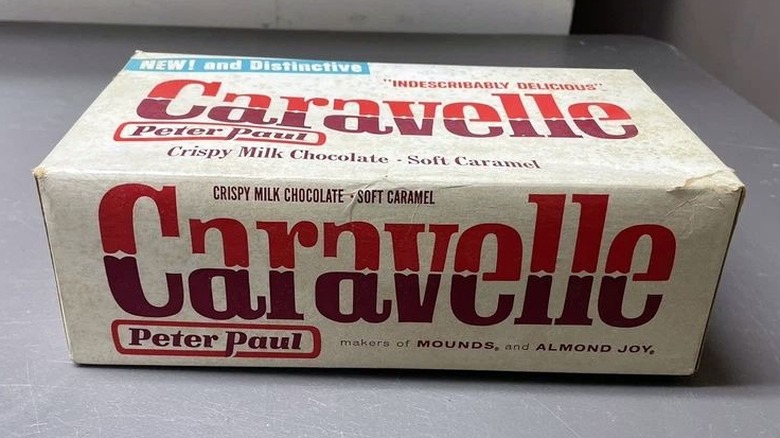 NEW! and Distinctive
"INDESCRIBABLY DELICIOUS"
Caravelle
Peter Paul
Crispy Milk Chocolate · Soft Caramel
CRISPY MILK CHOCOLATE · SOFT CARAMEL
Caravelle
Peter Paul
makers of MOUNDS® and ALMOND JOY®